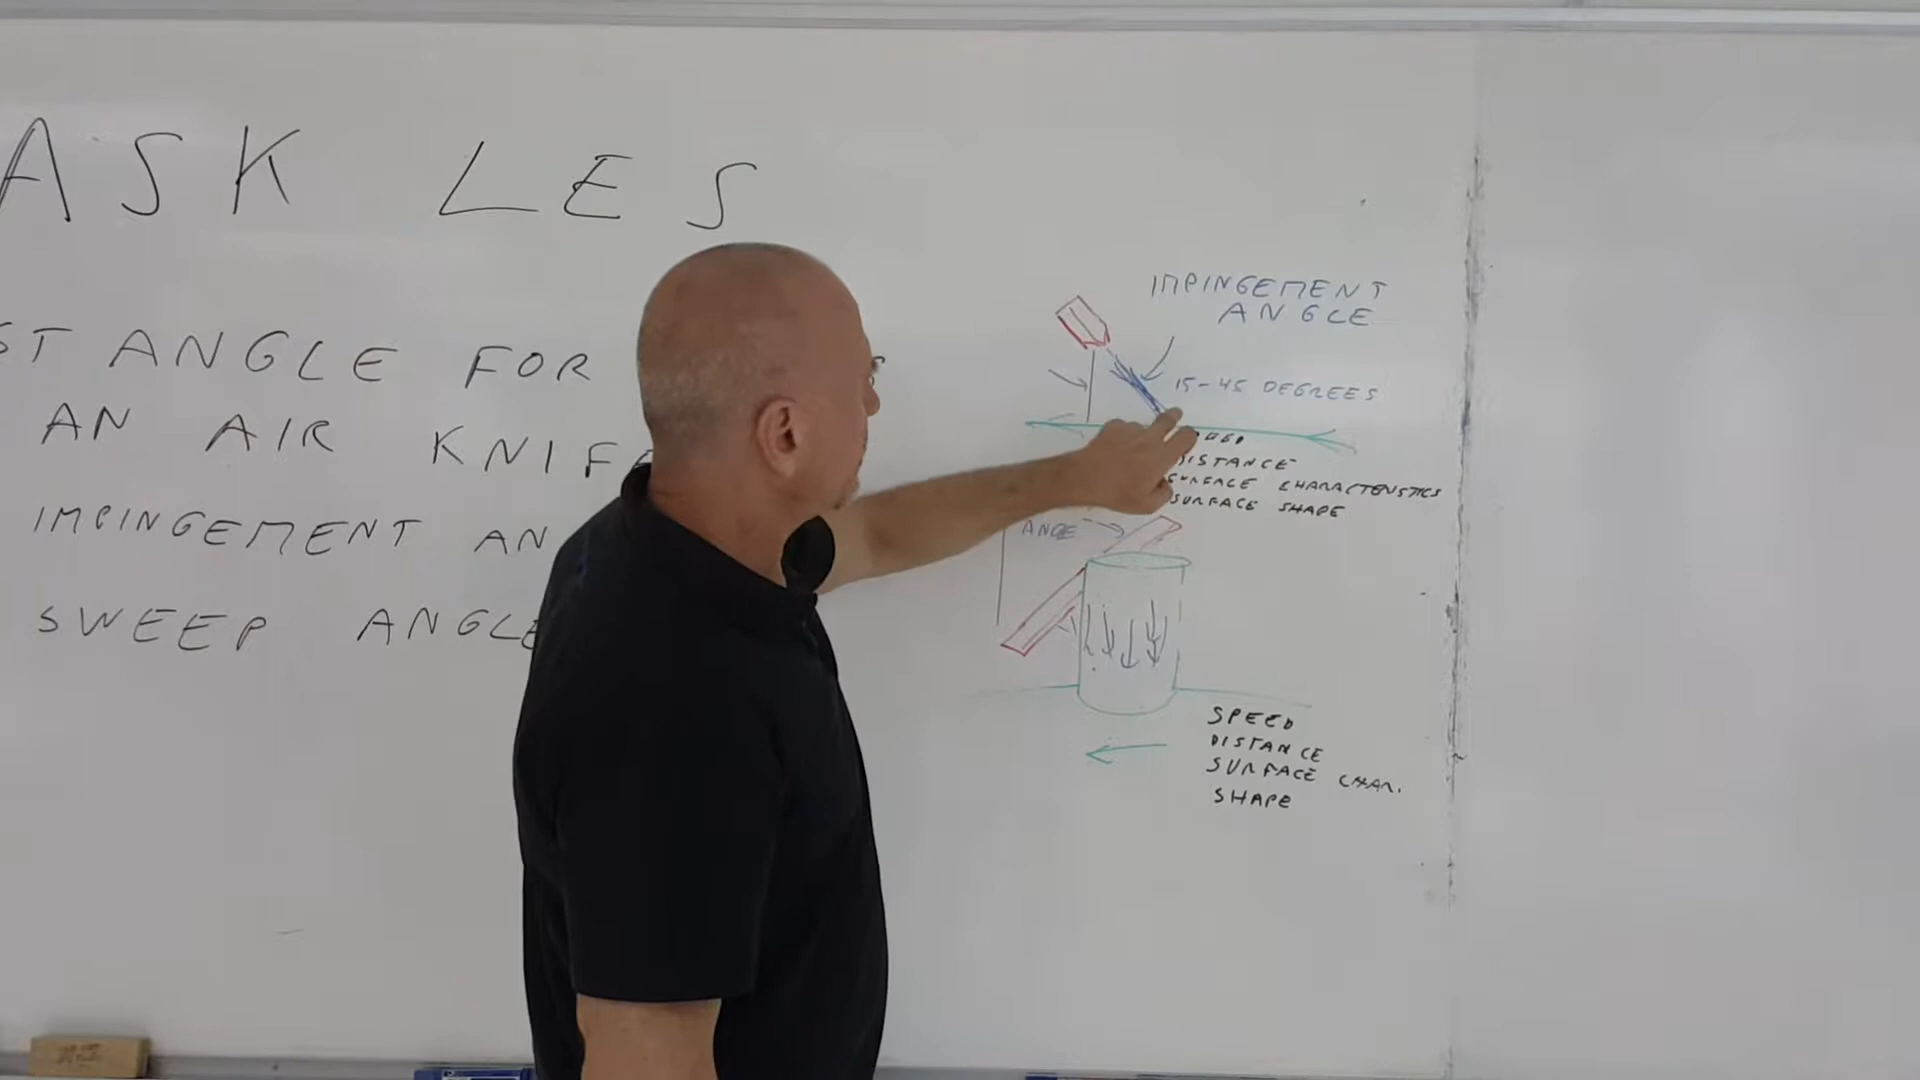 ASK LES
ST ANGLE FOR
AN AIR KNIFE
IMPINGEMENT AN
SWEEP ANGLE
IMPINGEMENT
ANGLE
15-45 DEGREES
DISTANCE
SURFACE CHARACTERISTICS
SURFACE SHAPE
ANGLE
SPEED
DISTANCE
SURFACE CHAR.
SHAPE